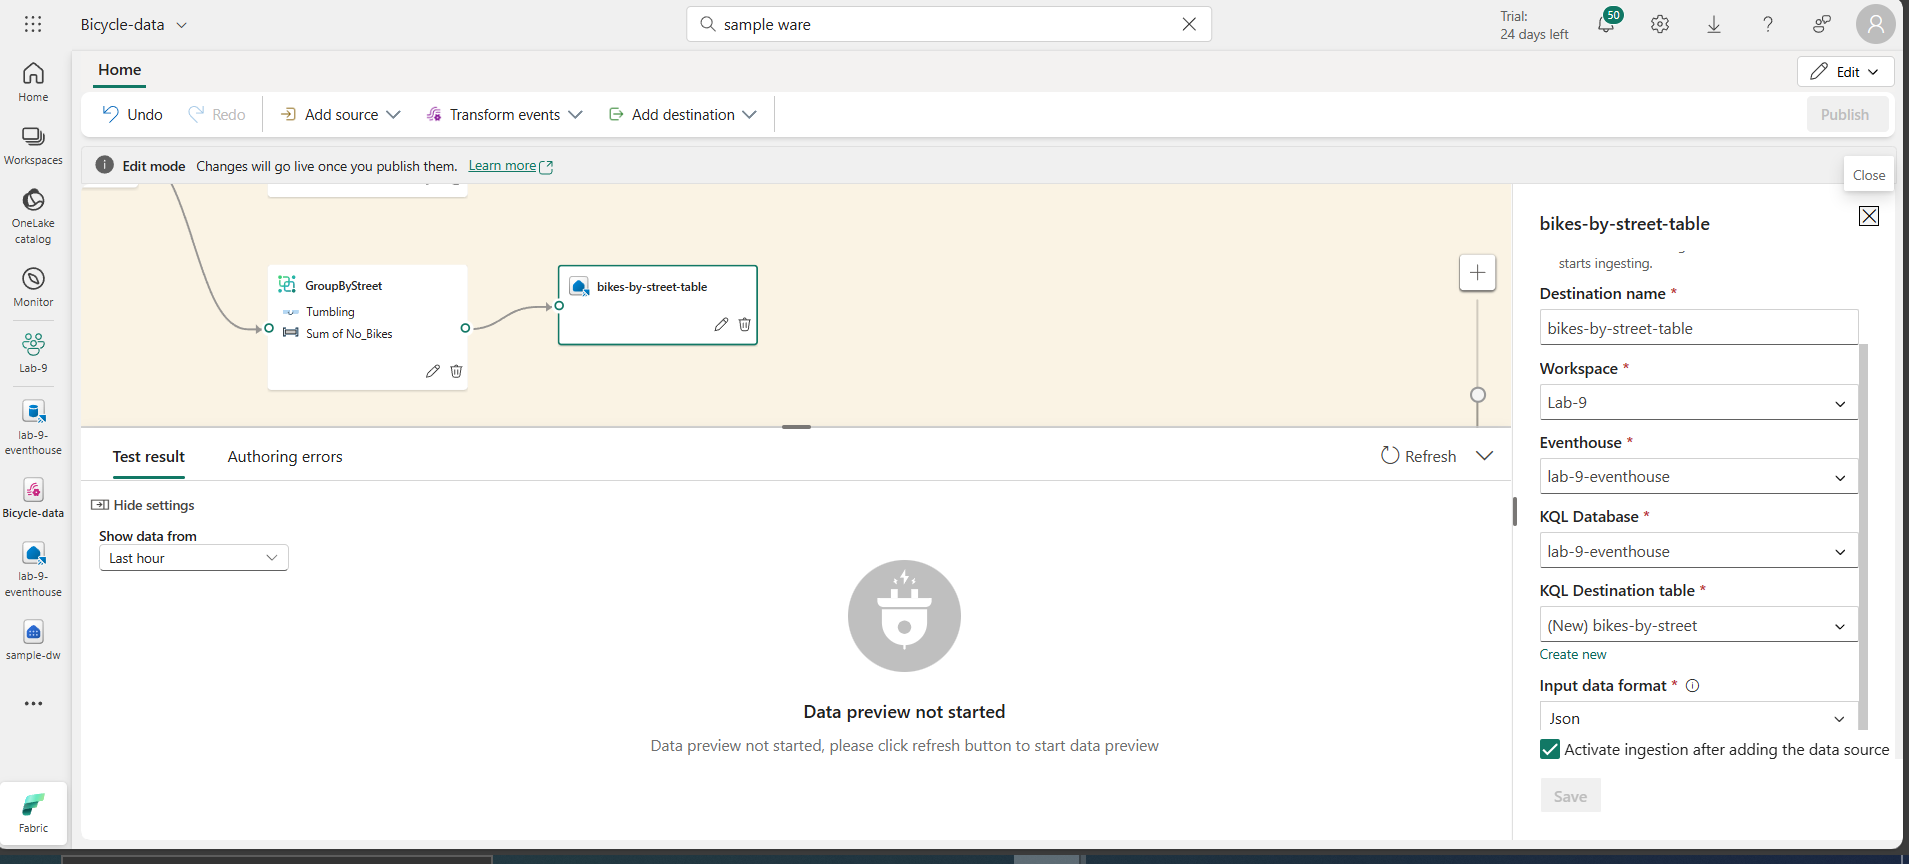 Bicycle-data
sample ware
Trial:
24 days left
50
Home
Edit
Undo
Redo
Add source
Transform events
Add destination
Publish
Edit mode Changes will go live once you publish them. Learn more
Close
Home
Workspaces
OneLake
catalog
Monitor
Lab-9
lab-9-
eventhouse
Bicycle-data
lab-9-
eventhouse
sample-dw
Fabric
GroupByStreet
Tumbling
Sum of No_Bikes
bikes-by-street-table
Test result
Authoring errors
Refresh
Hide settings
Show data from
Last hour
Data preview not started
Data preview not started, please click refresh button to start data preview
bikes-by-street-table
starts ingesting.
Destination name *
bikes-by-street-table
Workspace *
Lab-9
Eventhouse *
lab-9-eventhouse
KQL Database *
lab-9-eventhouse
KQL Destination table *
(New) bikes-by-street
Create new
Input data format *
Json
Activate ingestion after adding the data source
Save